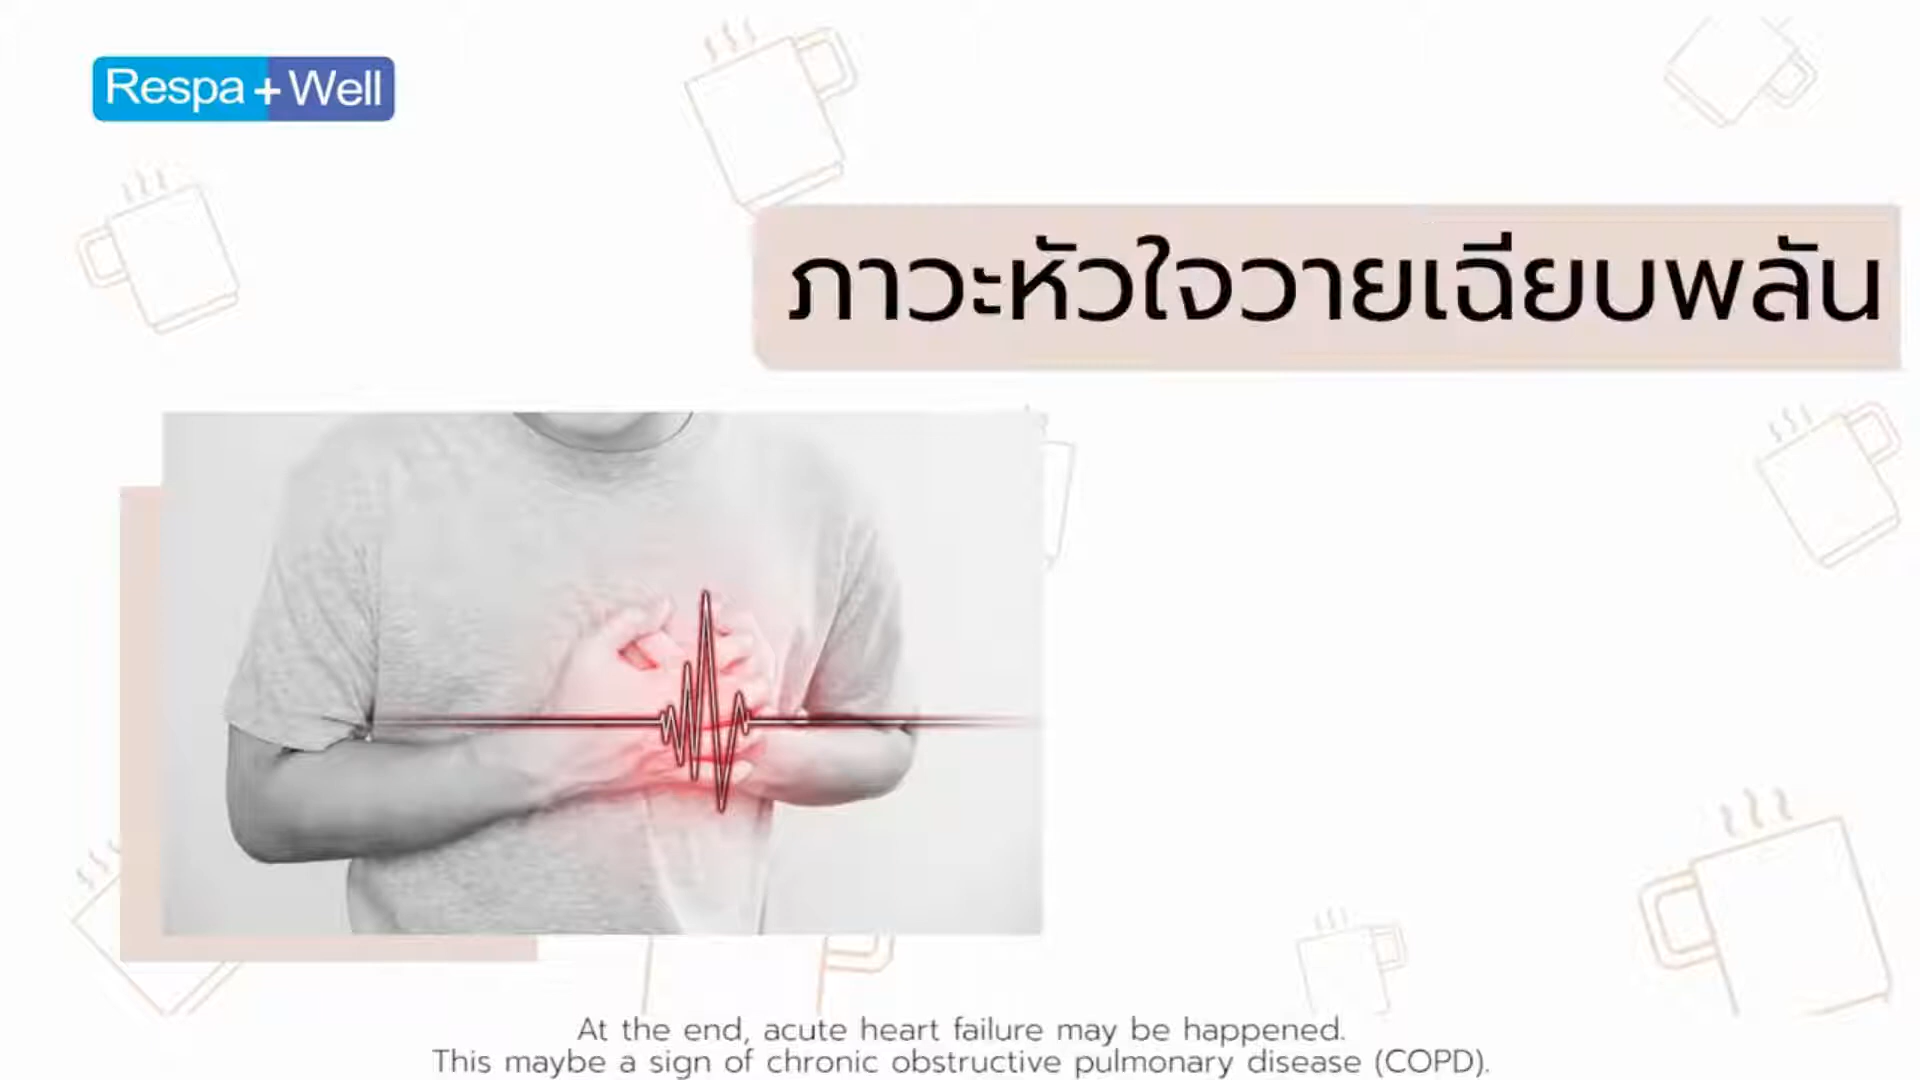 Respa+Well
ภาวะหัวใจวายเฉียบพลัน
At the end, acute heart failure may be happened.
This maybe a sign of chronic obstructive pulmonary disease (COPD).